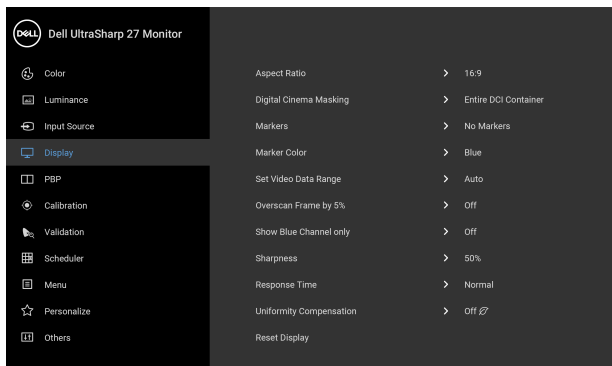 DELL Dell UltraSharp 27 Monitor
Color
Luminance
Input Source
Display
PBP
Calibration
Validation
Scheduler
Menu
Personalize
Others
Aspect Ratio > 16:9
Digital Cinema Masking > Entire DCI Container
Markers > No Markers
Marker Color > Blue
Set Video Data Range > Auto
Overscan Frame by 5% > Off
Show Blue Channel only > Off
Sharpness > 50%
Response Time > Normal
Uniformity Compensation > Off
Reset Display